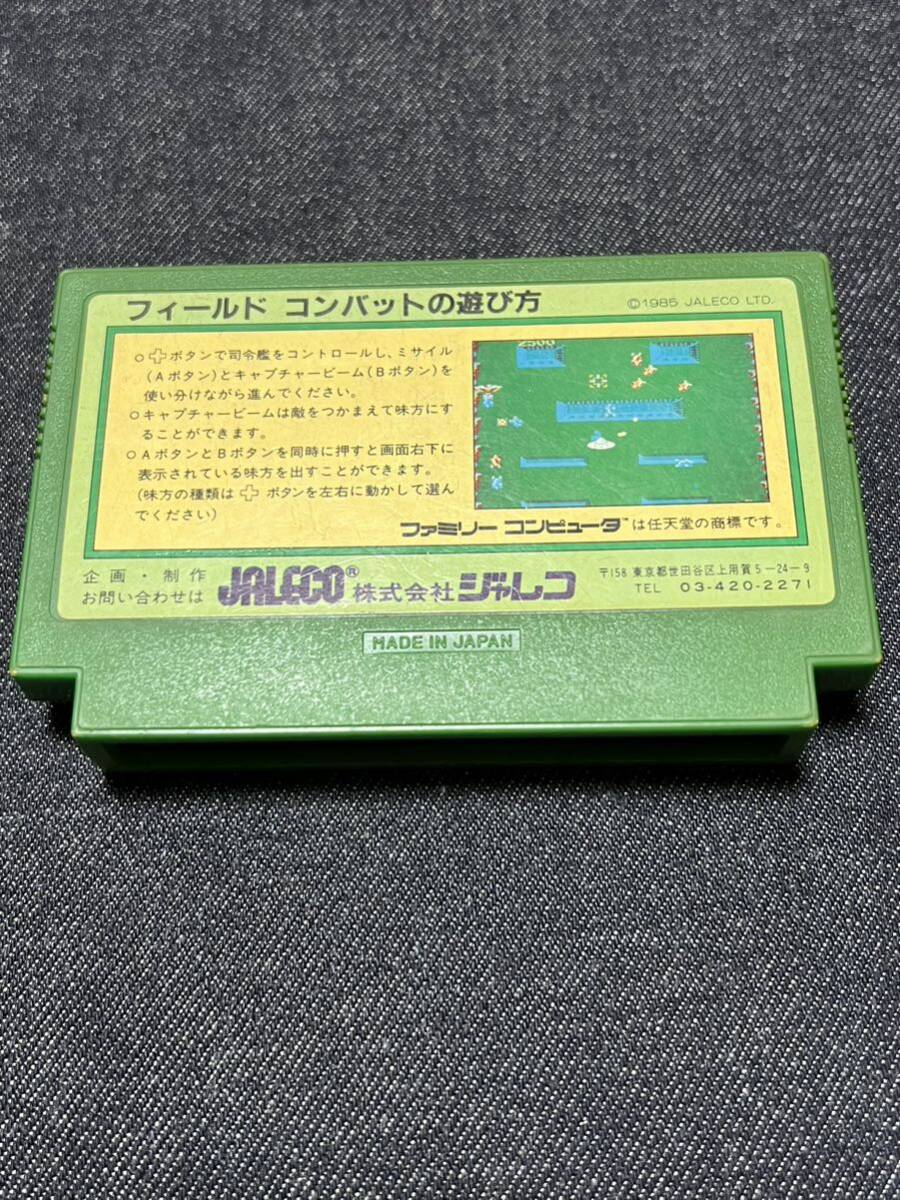 フィールド コンバットの遊び方
©1985 JALECO LTD.
○✚ボタンで司令艦をコントロールし、ミサイル
(Aボタン)とキャプチャービーム(Bボタン)を
使い分けながら進んでください。
○キャプチャービームは敵をつかまえて味方にす
ることができます。
○AボタンとBボタンを同時に押すと画面右下に
表示されている味方を出すことができます。
(味方の種類は✚ボタンを左右に動かして選ん
でください)
2500
ファミリー コンピュータ™は任天堂の商標です。
企画・制作
お問い合わせは
JALECO® 株式会社ジャレコ
〒158 東京都世田谷区上用賀5-24-9
TEL 03-420-2271
MADE IN JAPAN